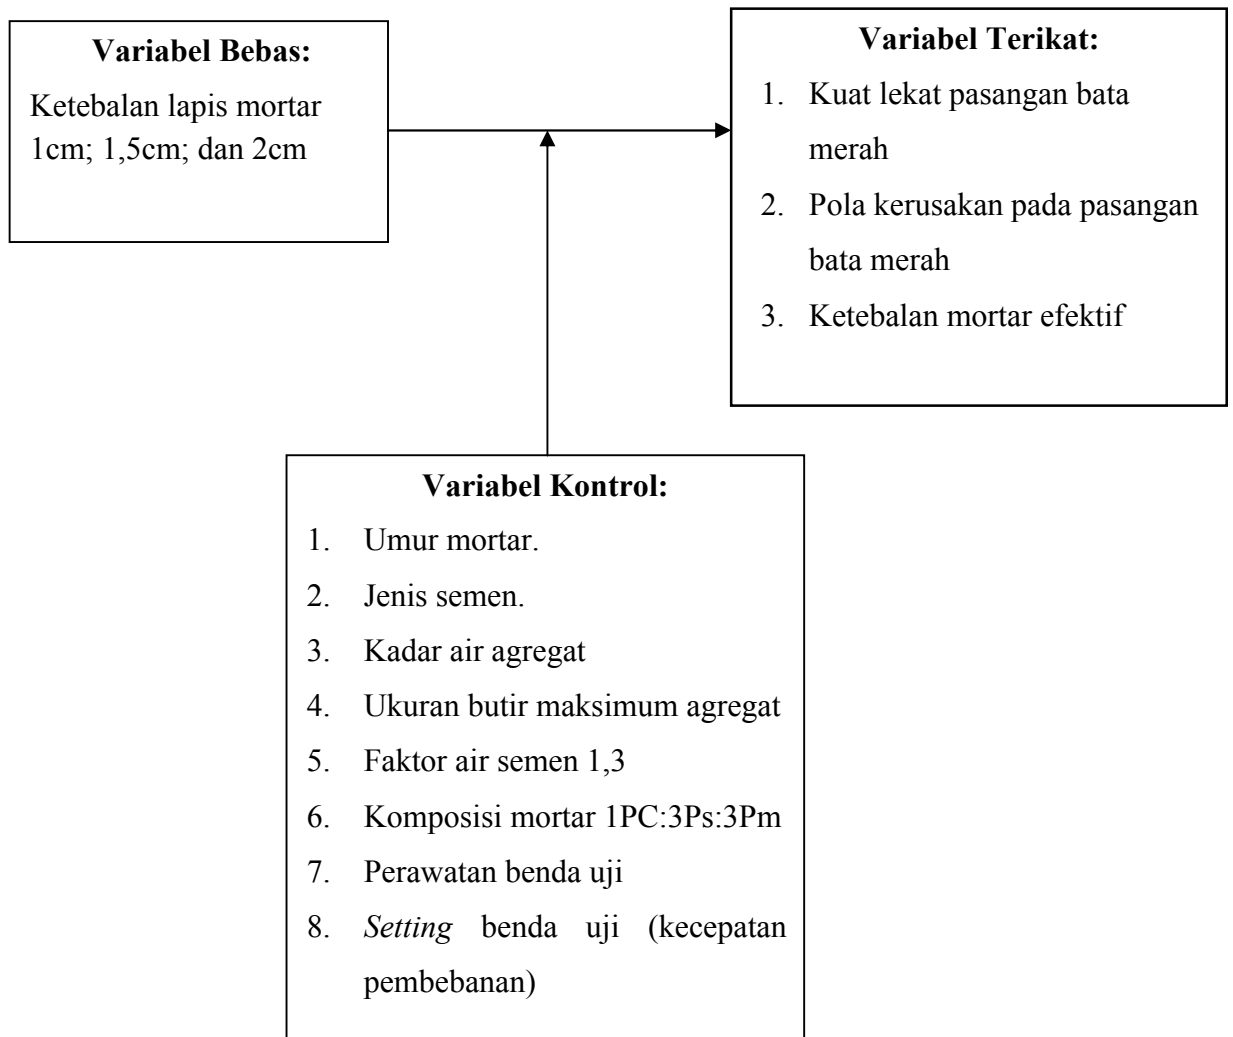 Variabel Bebas:
Ketebalan lapis mortar
1cm; 1,5cm; dan 2cm
Variabel Terikat:
1. Kuat lekat pasangan bata
merah
2. Pola kerusakan pada pasangan
bata merah
3. Ketebalan mortar efektif
Variabel Kontrol:
1. Umur mortar.
2. Jenis semen.
3. Kadar air agregat
4. Ukuran butir maksimum agregat
5. Faktor air semen 1,3
6. Komposisi mortar 1PC:3Ps:3Pm
7. Perawatan benda uji
8. Setting benda uji (kecepatan
pembebanan)